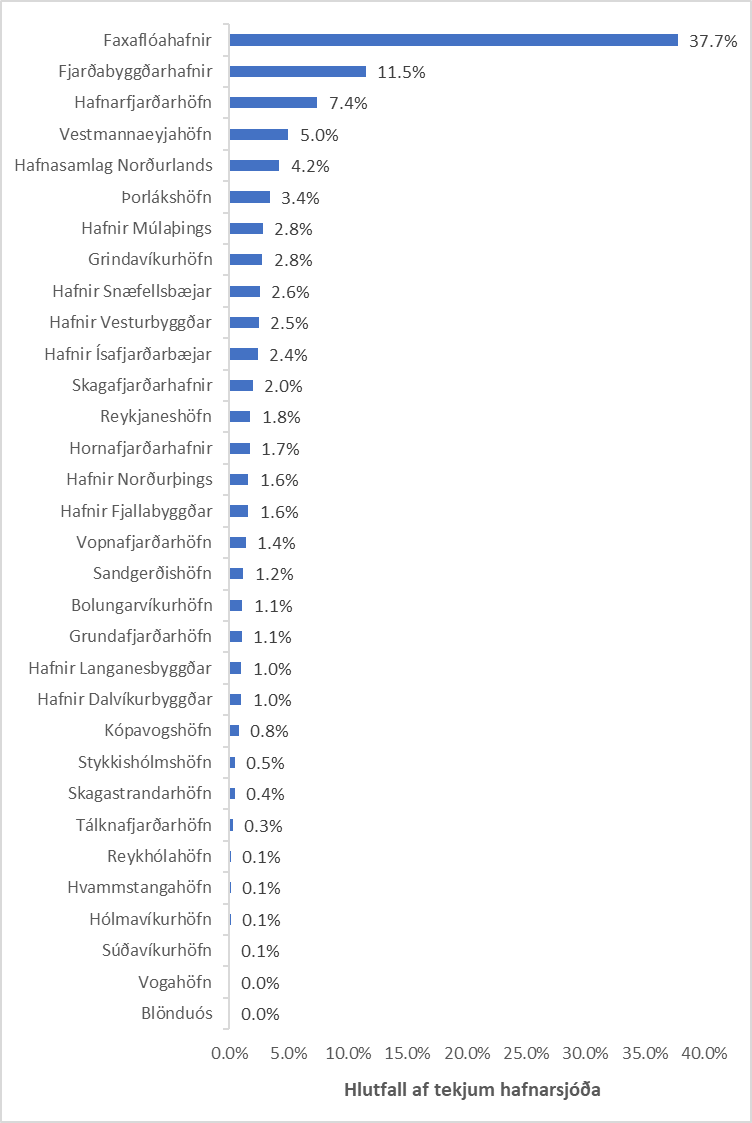 Faxaflóahafnir 37.7%
Fjarðabyggðarhafnir 11.5%
Hafnarfjarðarhöfn 7.4%
Vestmannaeyjahöfn 5.0%
Hafnasamlag Norðurlands 4.2%
Þorlákshöfn 3.4%
Hafnir Múlaþings 2.8%
Grindavíkurhöfn 2.8%
Hafnir Snæfellsbæjar 2.6%
Hafnir Vesturbyggðar 2.5%
Hafnir Ísafjarðarbæjar 2.4%
Skagafjarðarhafnir 2.0%
Reykjaneshöfn 1.8%
Hornafjarðarhafnir 1.7%
Hafnir Norðurþings 1.6%
Hafnir Fjallabyggðar 1.6%
Vopnafjarðarhöfn 1.4%
Sandgerðishöfn 1.2%
Bolungarvíkurhöfn 1.1%
Grundafjarðarhöfn 1.1%
Hafnir Langanesbyggðar 1.0%
Hafnir Dalvíkurbyggðar 1.0%
Kópavogshöfn 0.8%
Stykkishólmshöfn 0.5%
Skagastrandarhöfn 0.4%
Tálknafjarðarhöfn 0.3%
Reykhólahöfn 0.1%
Hvammstangahöfn 0.1%
Hólmavíkurhöfn 0.1%
Súðavíkurhöfn 0.1%
Vogahöfn 0.0%
Blönduós 0.0%
0.0% 5.0% 10.0% 15.0% 20.0% 25.0% 30.0% 35.0% 40.0%
Hlutfall af tekjum hafnarsjóða